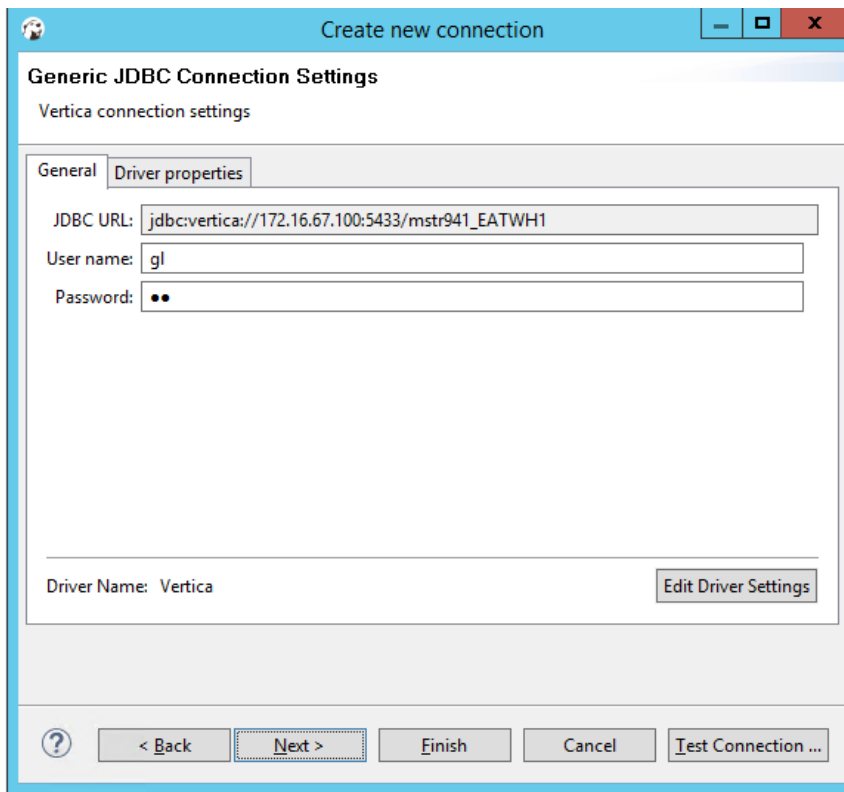 Create new connection
Generic JDBC Connection Settings
Vertica connection settings
General Driver properties
JDBC URL: jdbc:vertica://172.16.67.100:5433/mstr941_EATWH1
User name: gl
Password: ●●
Driver Name: Vertica Edit Driver Settings
? < Back Next > Finish Cancel Test Connection ...